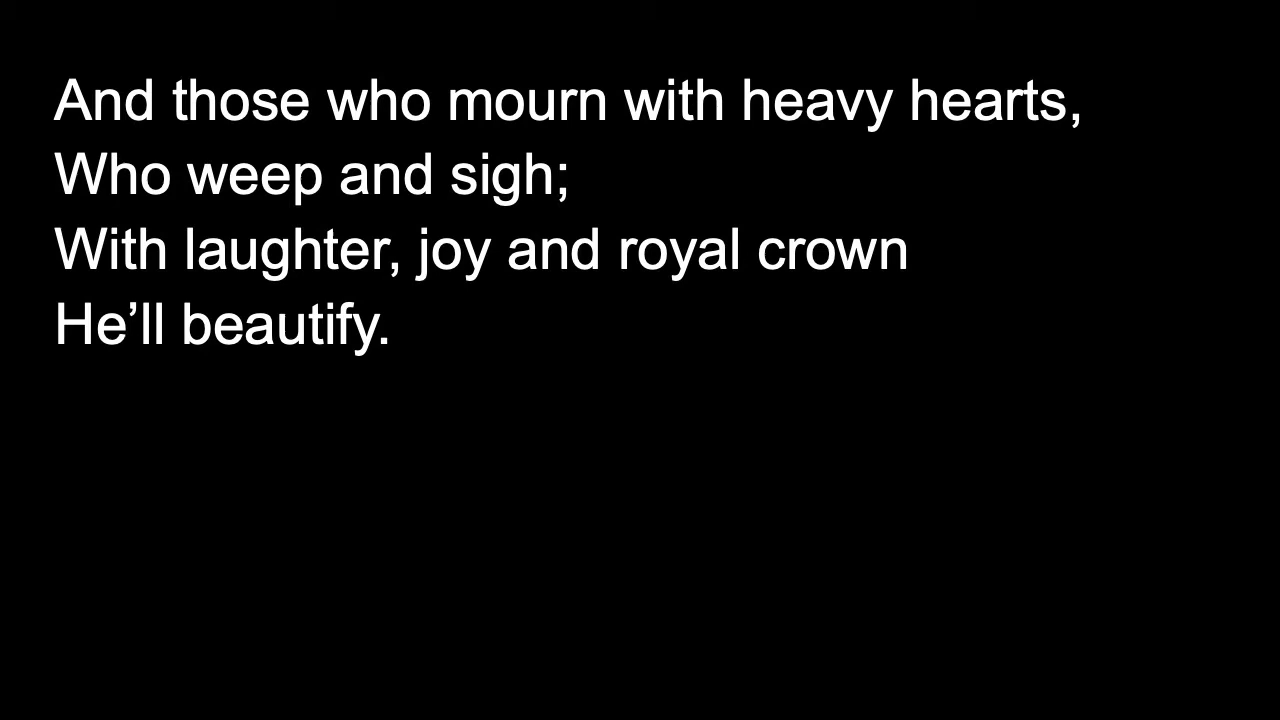 And those who mourn with heavy hearts,
Who weep and sigh;
With laughter, joy and royal crown
He’ll beautify.